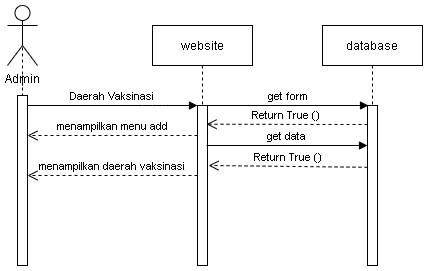 website
database
Admin
Daerah Vaksinasi
get form
Return True ()
menampilkan menu add
get data
Return True ()
menampilkan daerah vaksinasi